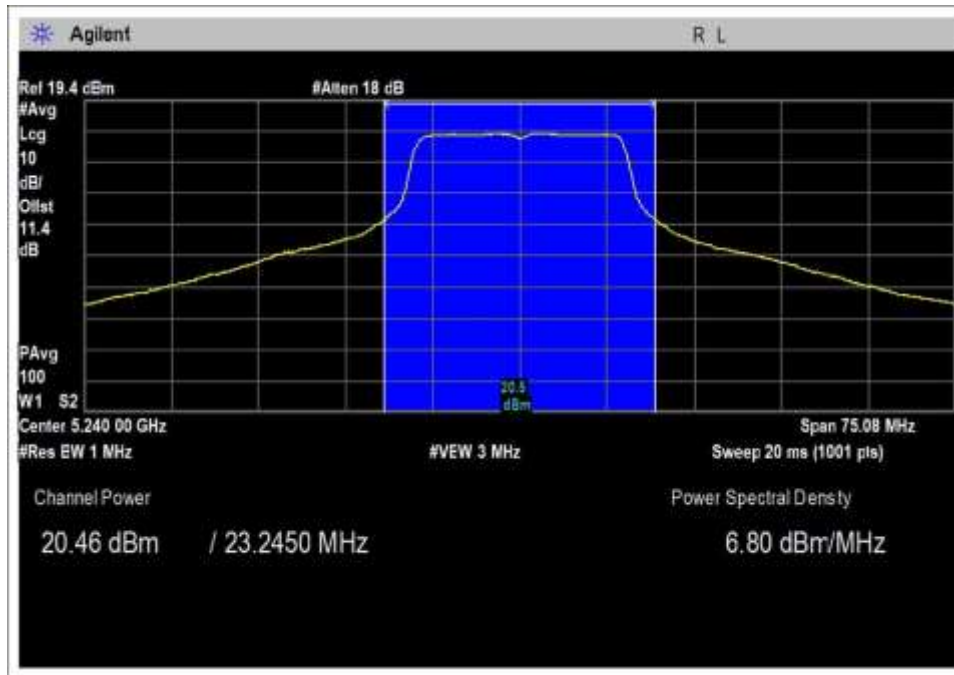 Agilent R L
Ref 19.4 dBm #Atten 18 dB
#Avg
Log
10
dB/
Offst
11.4
dB
PAvg
100
W1 S2
20.5
dBm
Center 5.240 00 GHz Span 75.08 MHz
#Res BW 1 MHz #VBW 3 MHz Sweep 20 ms (1001 pts)
Channel Power Power Spectral Density
20.46 dBm / 23.2450 MHz 6.80 dBm/MHz